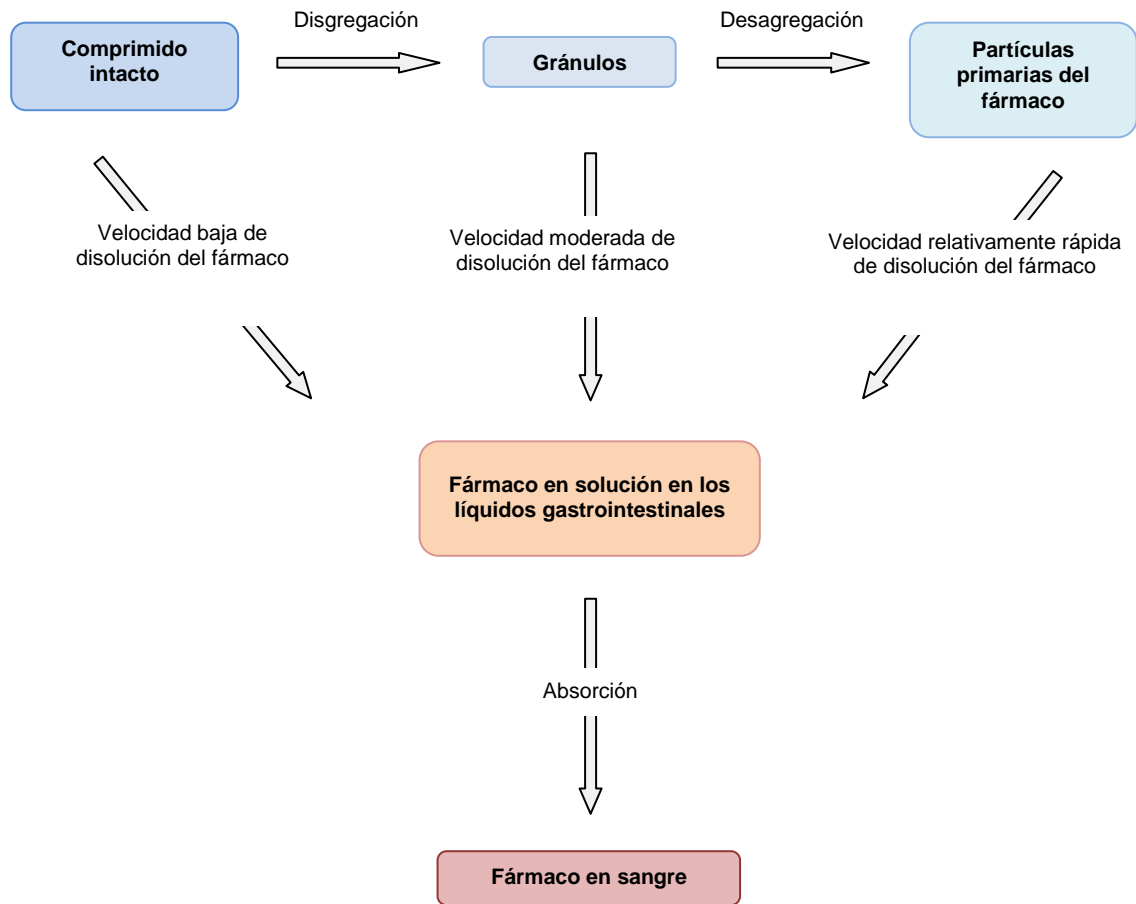 Disgregación
Desagregación
Comprimido
intacto
Gránulos
Partículas
primarias del
fármaco
Velocidad baja de
disolución del fármaco
Velocidad moderada de
disolución del fármaco
Velocidad relativamente rápida
de disolución del fármaco
Fármaco en solución en los
líquidos gastrointestinales
Absorción
Fármaco en sangre